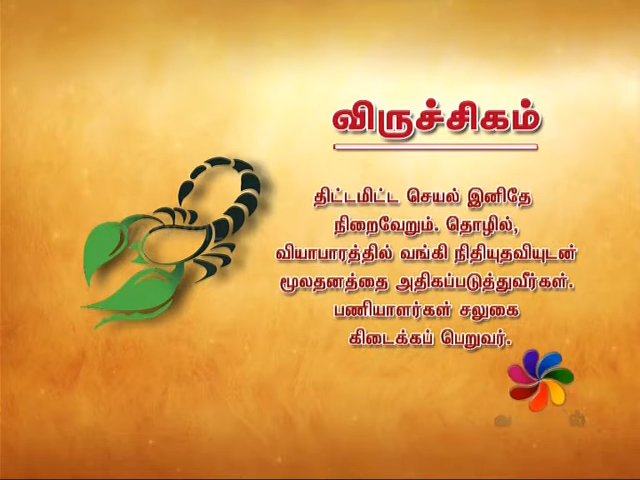 விருச்சிகம்
திட்டமிட்ட செயல் இனிதே
நிறைவேறும். தொழில்,
வியாபாரத்தில் வங்கி நிதியுதவியுடன்
மூலதனத்தை அதிகப்படுத்துவீர்கள்.
பணியாளர்கள் சலுகை
கிடைக்கப் பெறுவர்.